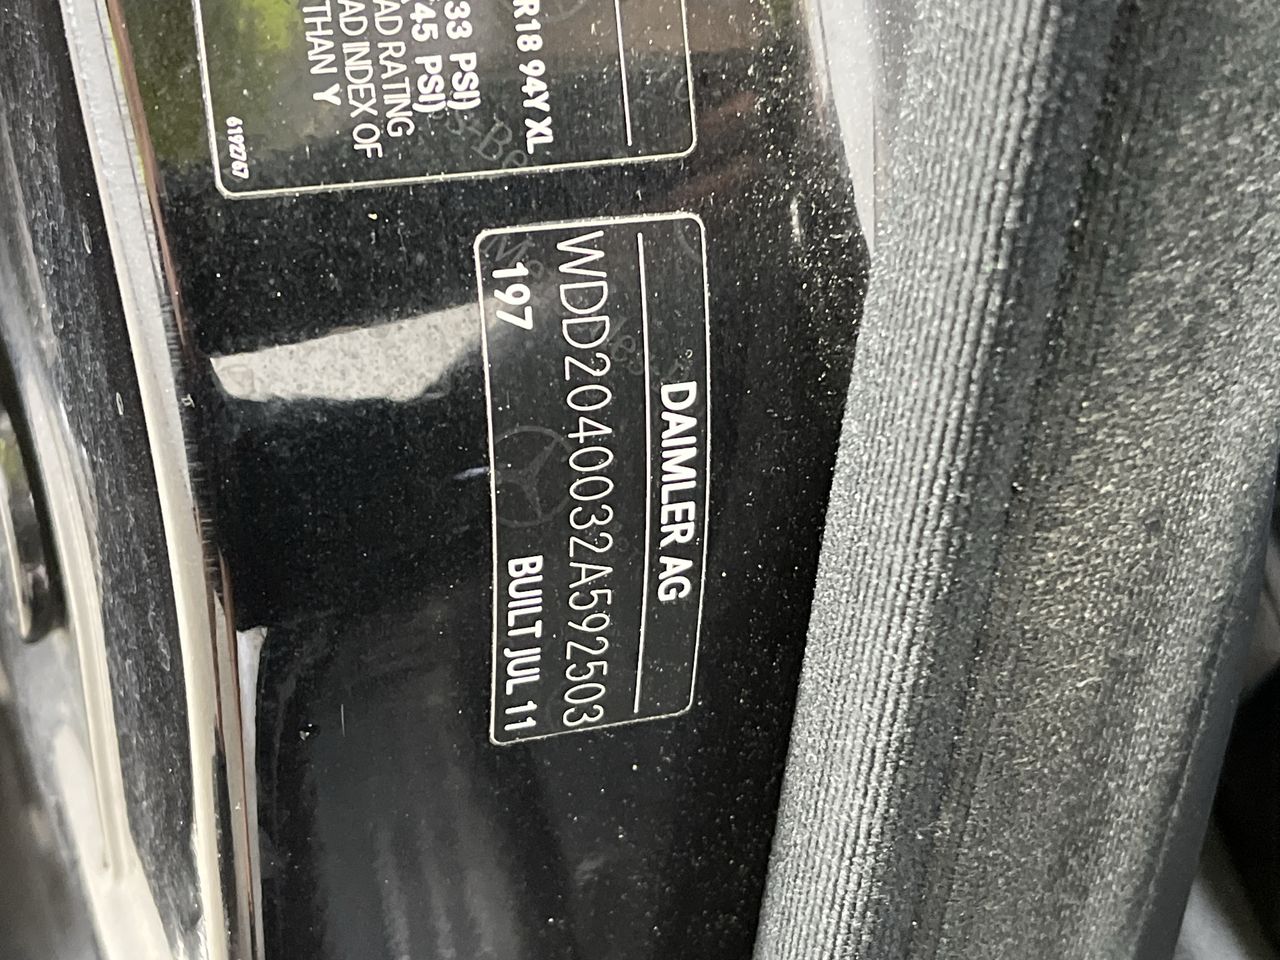 R18 94Y XL
33 PSI)
45 PSI)
AD RATING
AD INDEX OF
THAN Y
6192767
DAIMLER AG
WDD2040032A592503
197 BUILT JUL 11